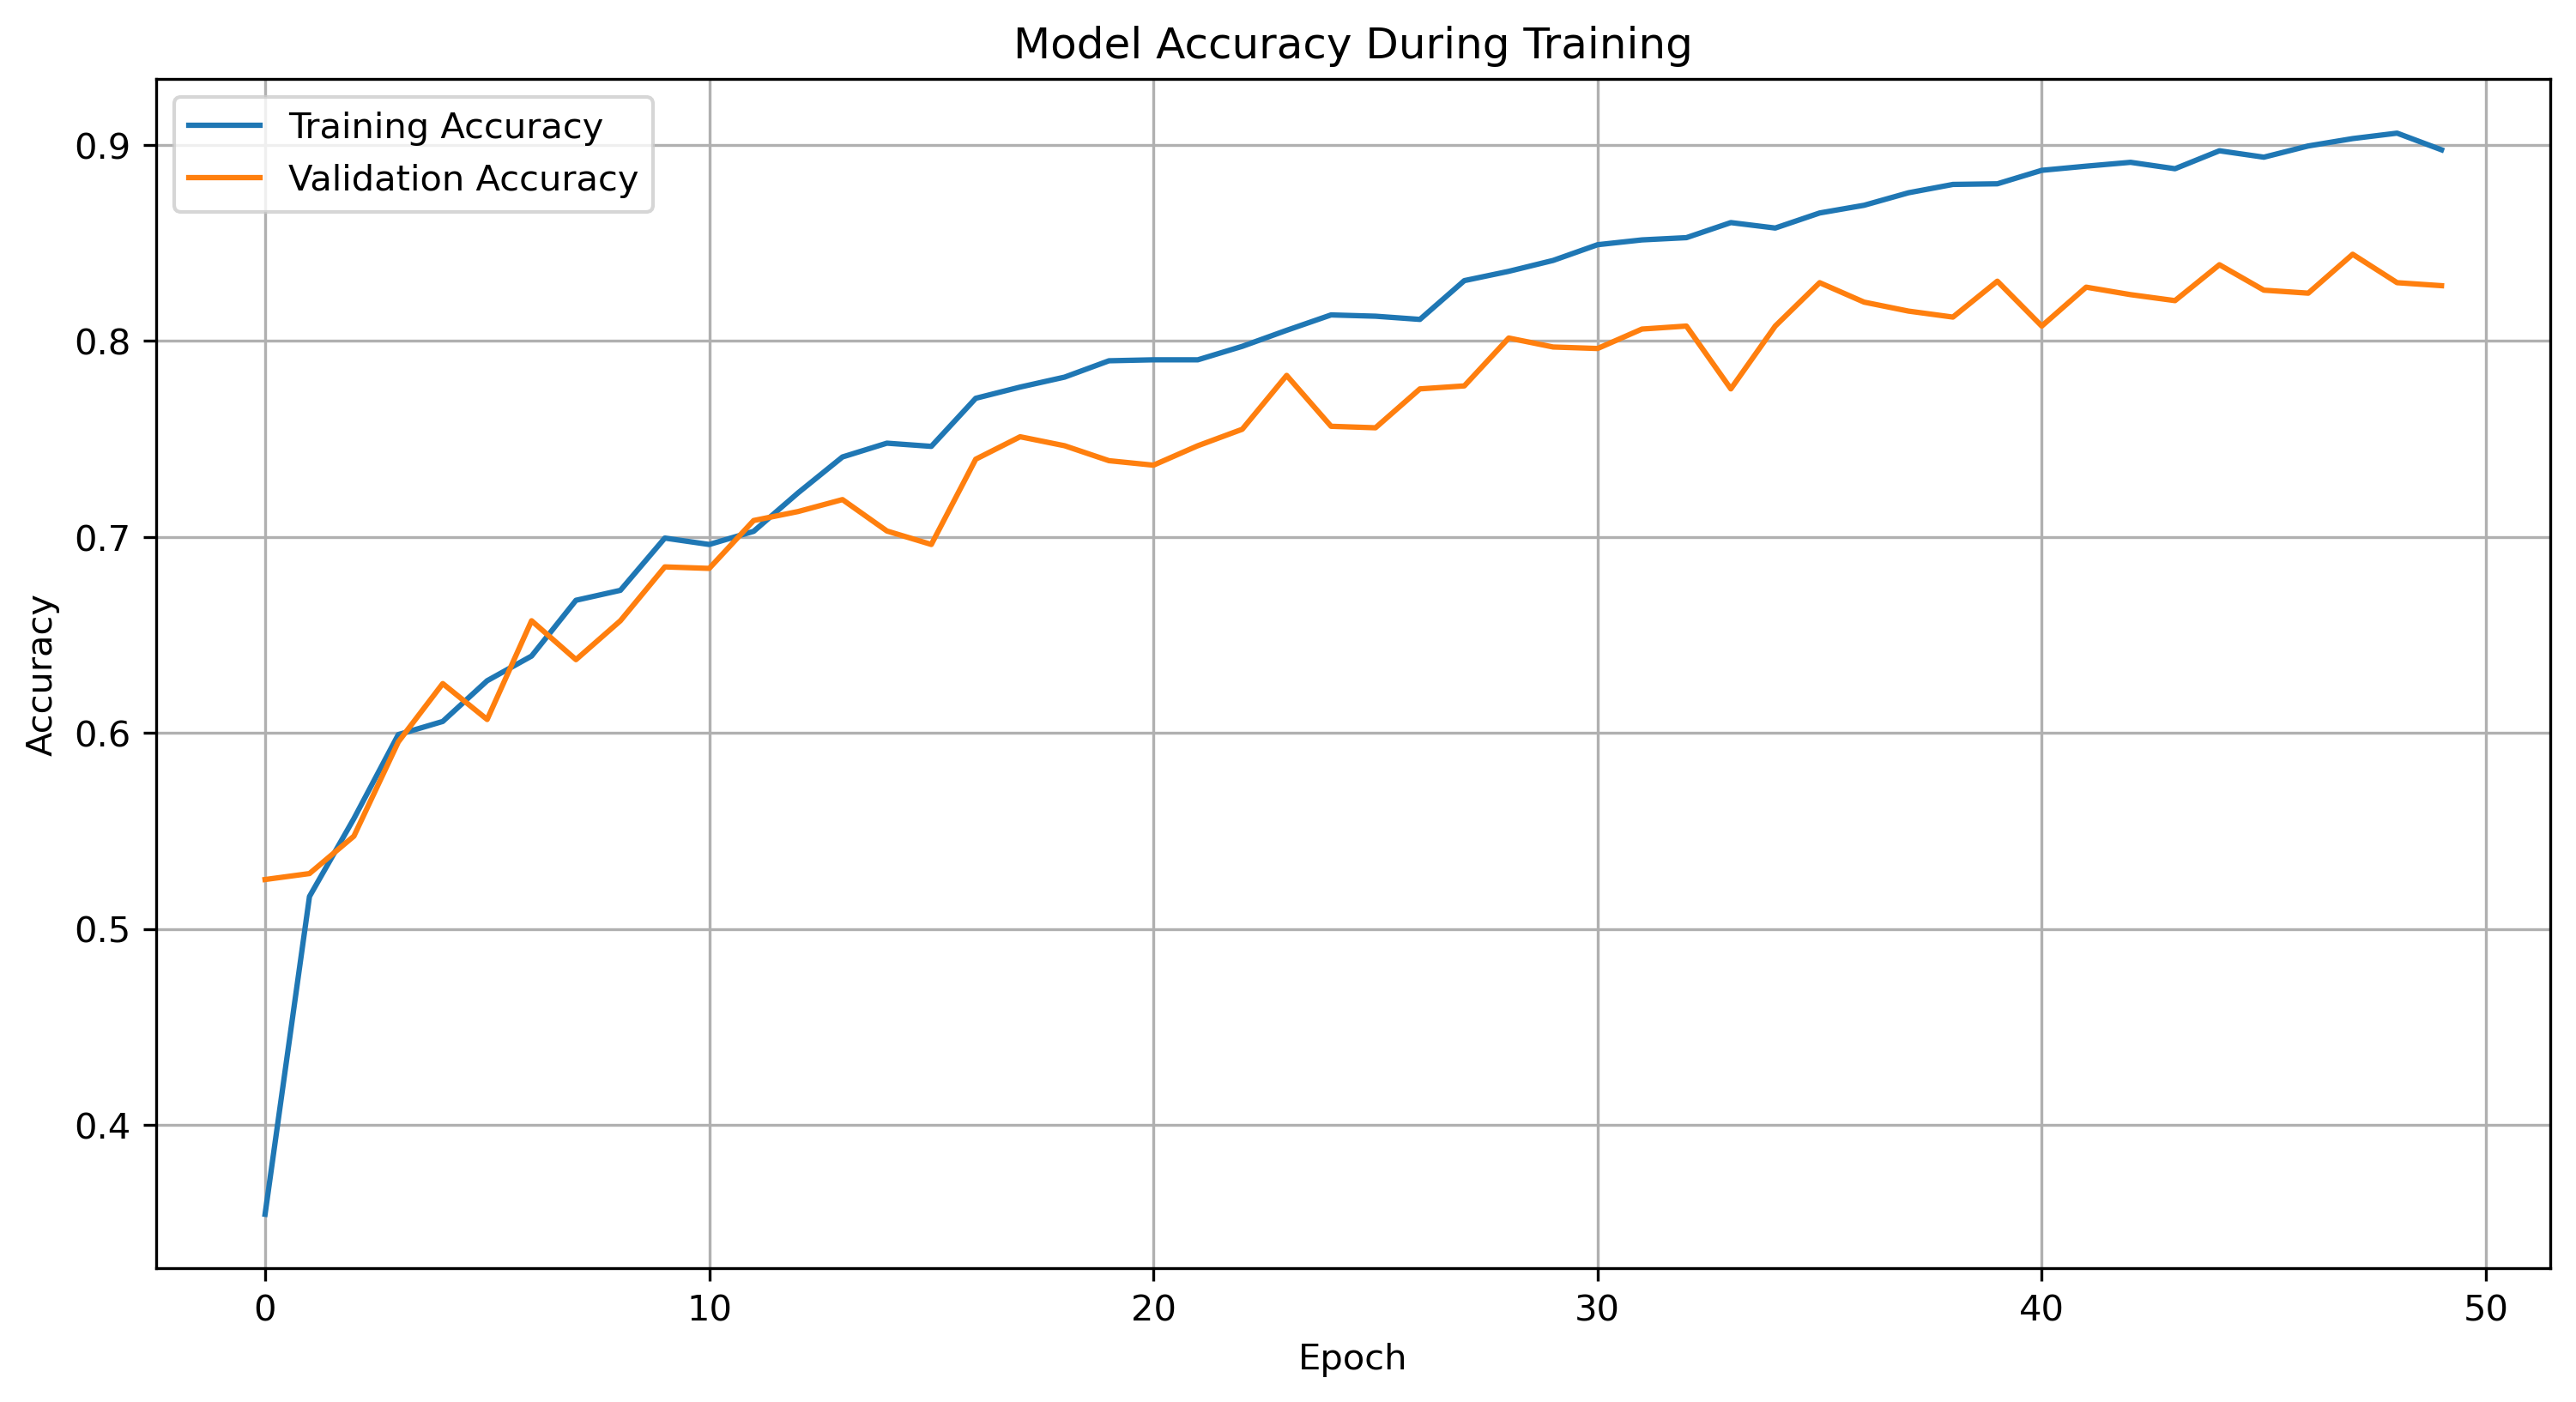 Model Accuracy During Training
Training Accuracy
Validation Accuracy
0.9
0.8
0.7
0.6
0.5
0.4
Accuracy
0 10 20 30 40 50
Epoch